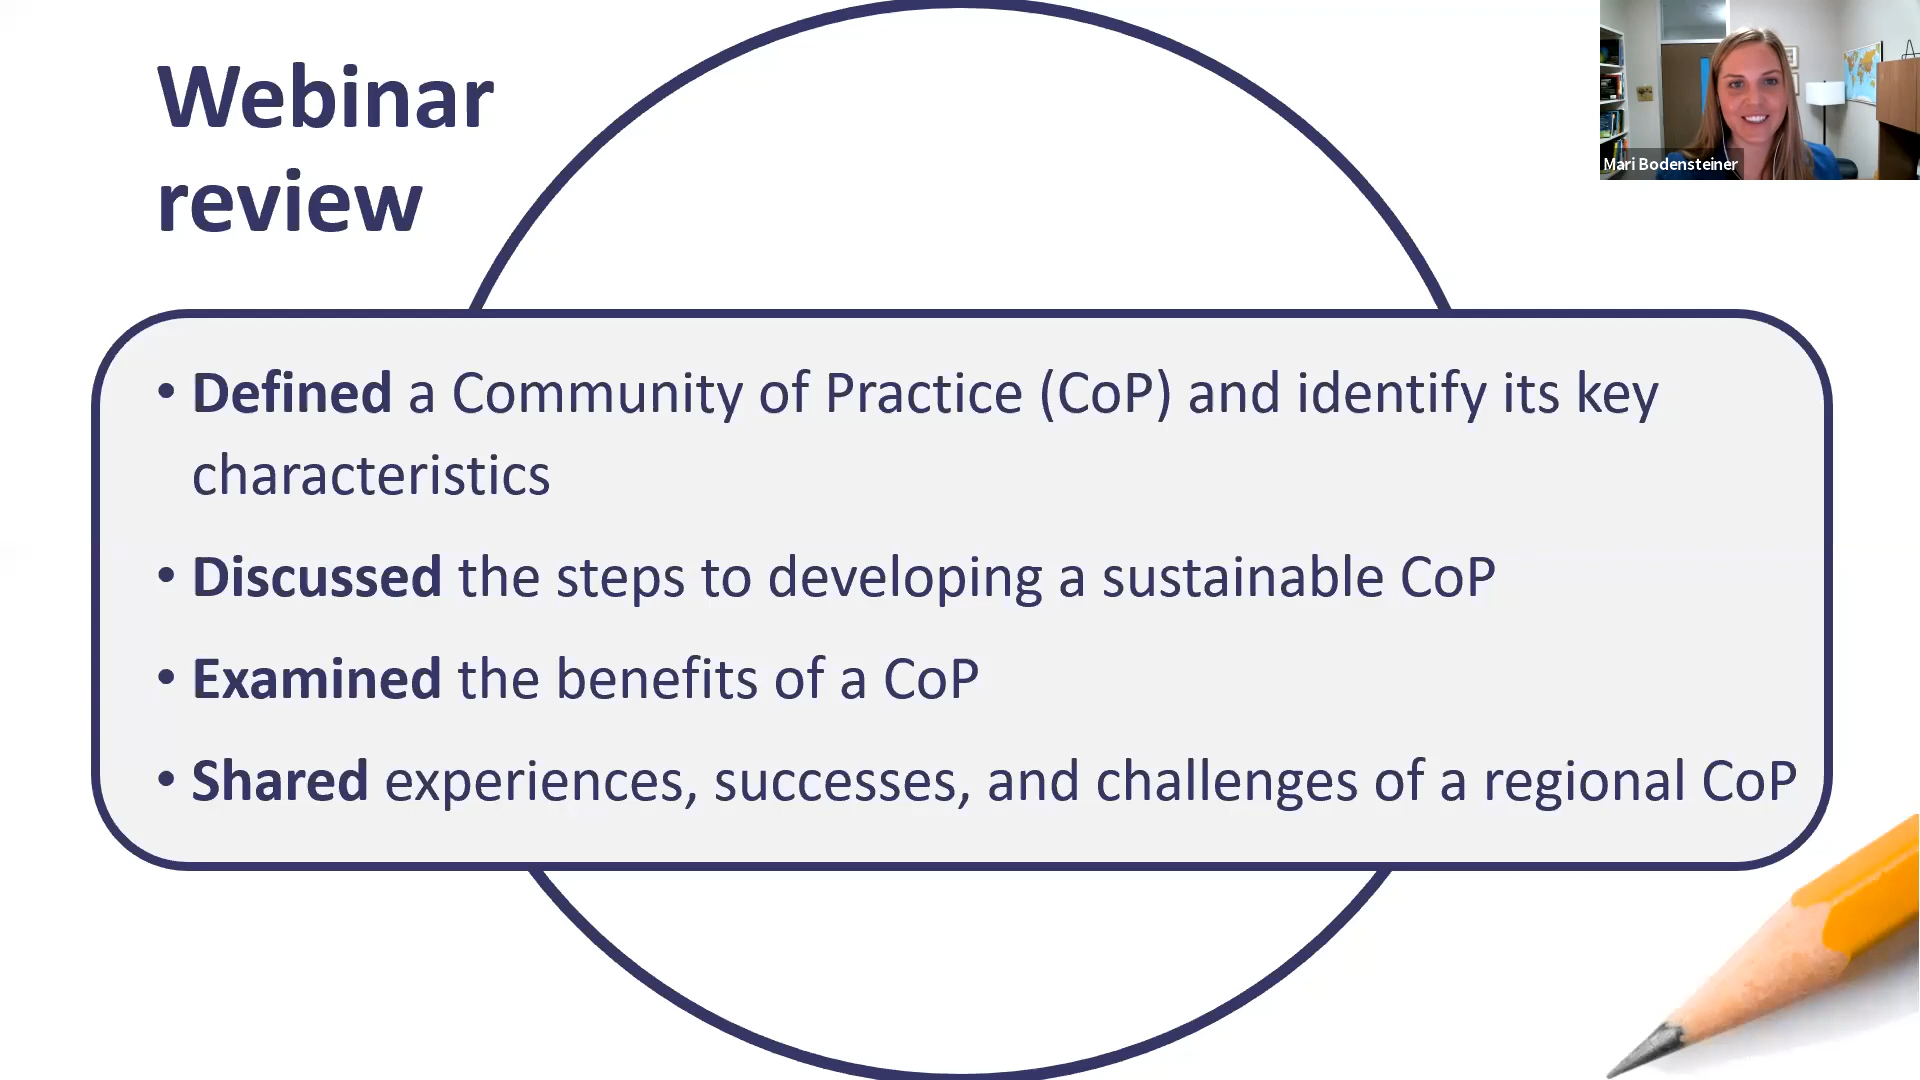 Webinar
review
Mari Bodensteiner
• Defined a Community of Practice (CoP) and identify its key
characteristics
• Discussed the steps to developing a sustainable CoP
• Examined the benefits of a CoP
• Shared experiences, successes, and challenges of a regional CoP